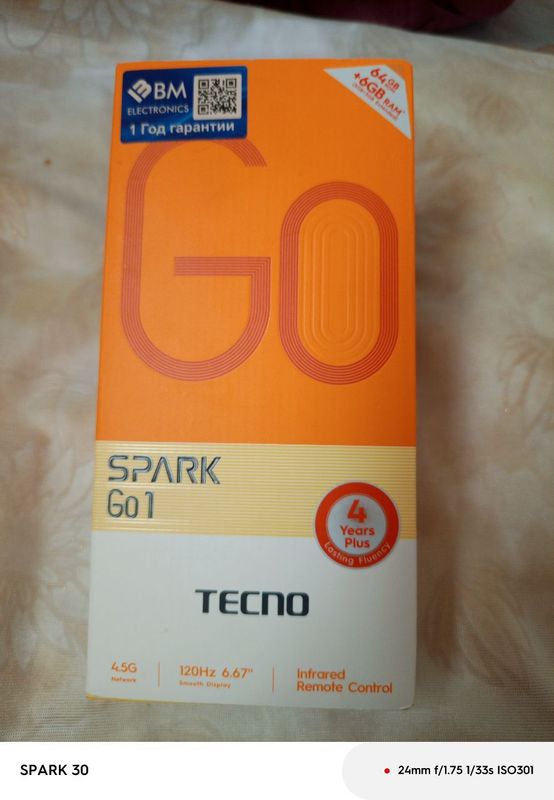 BM
ELECTRONICS
1 Год гарантии
64GB
+6GB RAM*
Go
SPARK
Go 1
4
Years
Plus
Lasting Fluency
TECNO
4.5G
Network
120Hz 6.67"
Smooth Display
Infrared
Remote Control
SPARK 30
24mm f/1.75 1/33s ISO301